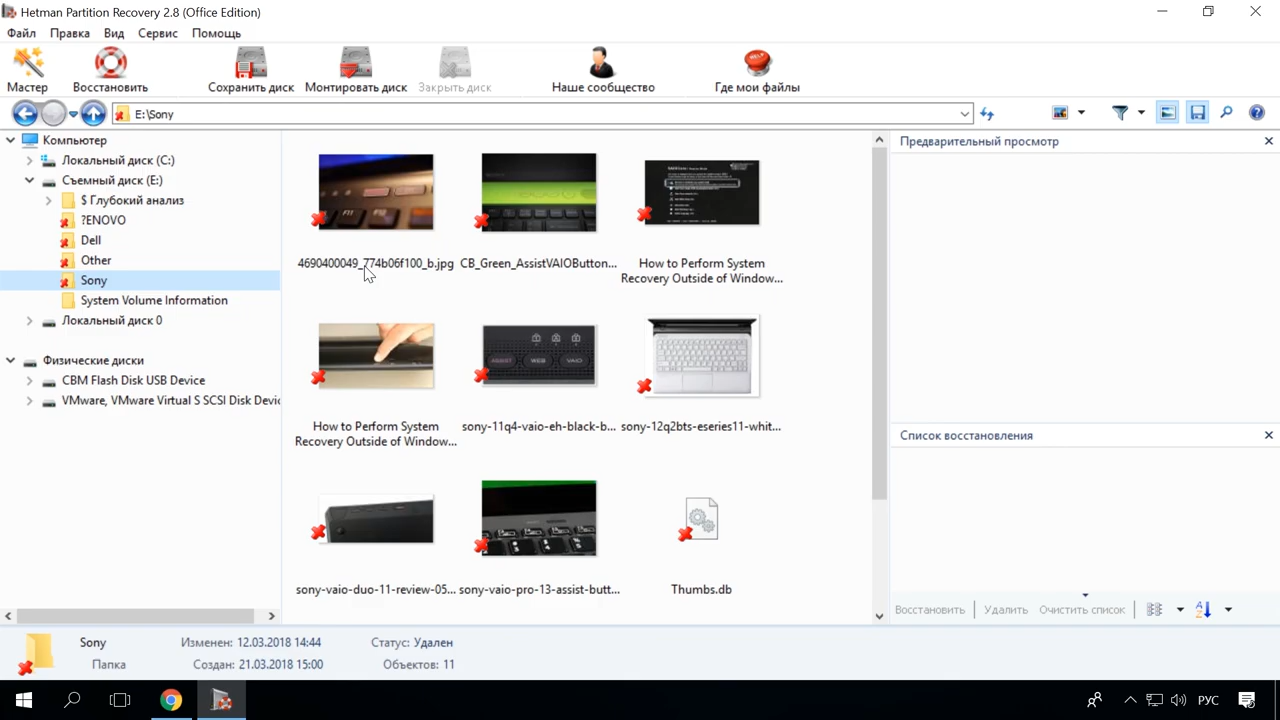 Hetman Partition Recovery 2.8 (Office Edition)
Файл Правка Вид Сервис Помощь
Мастер Восстановить Сохранить диск Монтировать диск Закрыть диск Наше сообщество Где мои файлы
E:\Sony
Компьютер
Локальный диск (C:)
Съемный диск (E:)
$ Глубокий анализ
?ENOVO
Dell
Other
Sony
System Volume Information
Локальный диск 0
Физические диски
CBM Flash Disk USB Device
VMware, VMware Virtual S SCSI Disk Devic
4690400049_774b06f100_b.jpg
CB_Green_AssistVAIOButton...
How to Perform System
Recovery Outside of Window...
How to Perform System
Recovery Outside of Window...
sony-11q4-vaio-eh-black-b...
sony-12q2bts-eseries11-whit...
sony-vaio-duo-11-review-05...
sony-vaio-pro-13-assist-butt...
Thumbs.db
Предварительный просмотр
Список восстановления
Восстановить Удалить Очистить список
Sony
Папка
Изменен: 12.03.2018 14:44
Создан: 21.03.2018 15:00
Статус: Удален
Объектов: 11
РУС